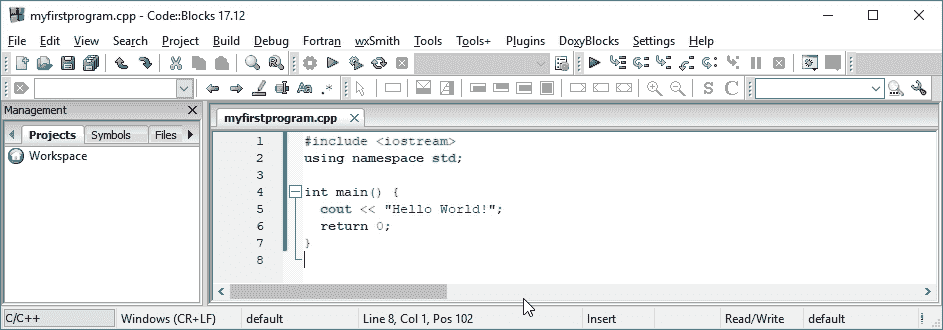 myfirstprogram.cpp - Code::Blocks 17.12
File Edit View Search Project Build Debug Fortran wxSmith Tools Tools+ Plugins DoxyBlocks Settings Help
Management
Projects Symbols Files
Workspace
myfirstprogram.cpp
1 #include <iostream>
2 using namespace std;
3
4 int main() {
5 cout << "Hello World!";
6 return 0;
7 }
8
C/C++ Windows (CR+LF) default Line 8, Col 1, Pos 102 Insert Read/Write default